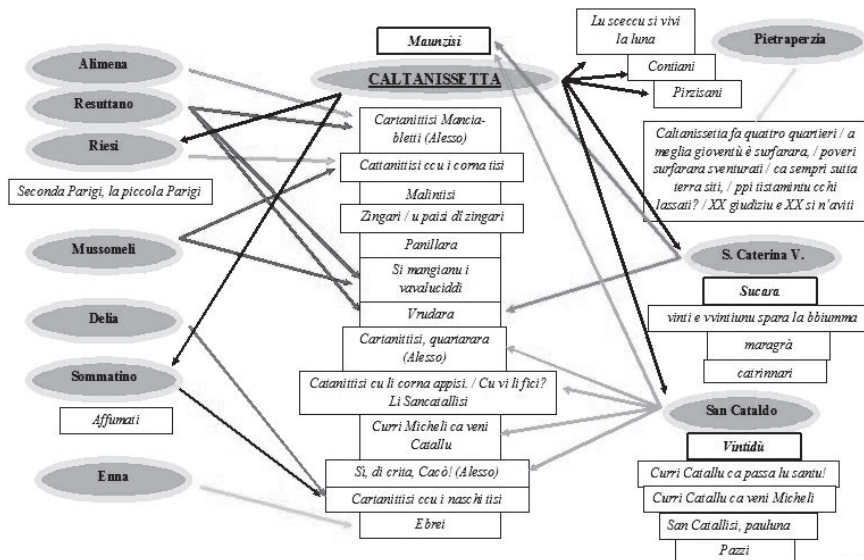 Alimena
Resuttano
Riesi
Seconda Parigi, la piccola Parigi
Mussomeli
Delia
Sommatino
Affumati
Enna
Maunzisi
CALTANISSETTA
Cartanittisi Mancia-
bletti (Alesso)
Cattanittisi ccu i corna tisi
Malintisi
Zingari / u paisi di zingari
Panillara
Si mangianu i
vavaluciddi
Vrudara
Cartanittisi, quartarara
(Alesso)
Catanittisi cu li corna appisi. / Cu vi li fici?
Li Sancatallisi
Curri Micheli ca veni
Catallu
Sì, di crita, Cacò! (Alesso)
Cartanittisi ccu i naschi tisi
Ebrei
Lu sceccu si vivi
la luna
Contiani
Pirzisani
Pietraperzia
Caltanissetta fa quattro quartieri / a
meglia gioventù è surfarara, / poveri
surfarara sventurati / ca sempri sutta
terra siti, / ppi tistamintu cchi
lassati? / XX giudiziu e XX si n'aviti
S. Caterina V.
Sucara
vinti e vvintiunu spara la bbiumma
maragrà
catrinnari
San Cataldo
Vintidù
Curri Catallu ca passa lu santu!
Curri Catallu ca veni Micheli
San Catallisi, pauluna
Pazzi